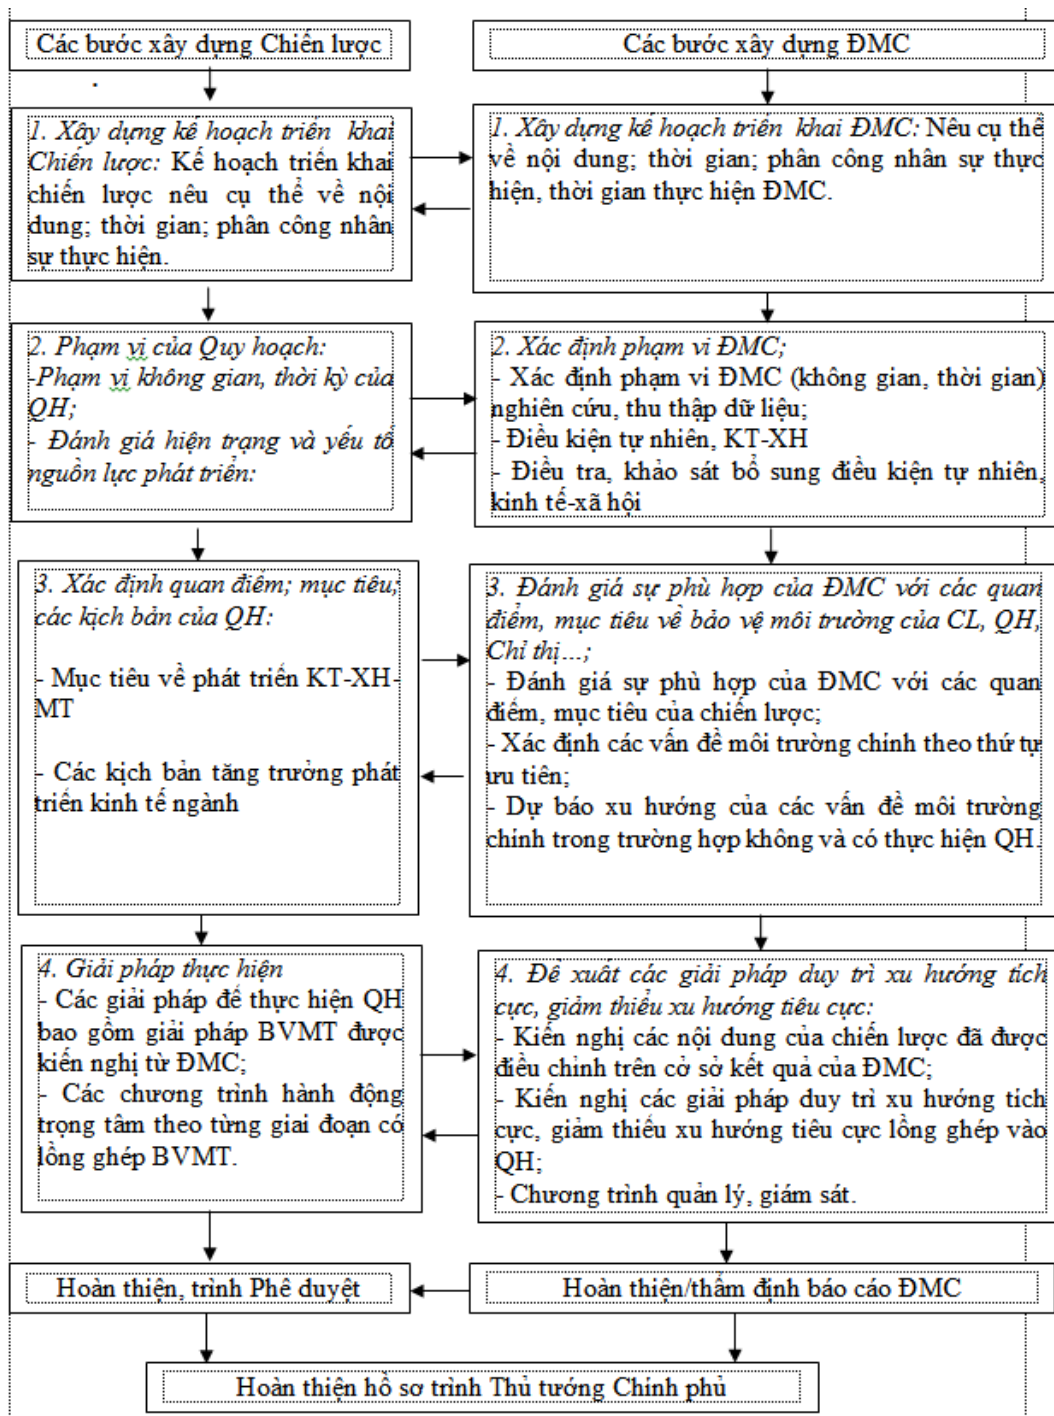 Các bước xây dựng Chiến lược
Các bước xây dựng ĐMC
1. Xây dựng kế hoạch triển khai
Chiến lược: Kế hoạch triển khai
chiến lược nêu cụ thể về nội
dung; thời gian; phân công nhân
sự thực hiện.
1. Xây dựng kế hoạch triển khai ĐMC: Nêu cụ thể
về nội dung; thời gian; phân công nhân sự thực
hiện, thời gian thực hiện ĐMC.
2. Phạm vi của Quy hoạch:
-Phạm vi không gian, thời kỳ của
QH;
- Đánh giá hiện trạng và yếu tố
nguồn lực phát triển:
2. Xác định phạm vi ĐMC;
- Xác định phạm vi ĐMC (không gian, thời gian)
nghiên cứu, thu thập dữ liệu;
- Điều kiện tự nhiên, KT-XH
- Điều tra, khảo sát bổ sung điều kiện tự nhiên,
kinh tế-xã hội
3. Xác định quan điểm; mục tiêu;
các kịch bản của QH:
- Mục tiêu về phát triển KT-XH-
MT
- Các kịch bản tăng trưởng phát
triển kinh tế ngành
3. Đánh giá sự phù hợp của ĐMC với các quan
điểm, mục tiêu về bảo vệ môi trường của CL, QH,
Chỉ thị...;
- Đánh giá sự phù hợp của ĐMC với các quan
điểm, mục tiêu của chiến lược;
- Xác định các vấn đề môi trường chính theo thứ tự
ưu tiên;
- Dự báo xu hướng của các vấn đề môi trường
chính trong trường hợp không và có thực hiện QH.
4. Giải pháp thực hiện
- Các giải pháp để thực hiện QH
bao gồm giải pháp BVMT được
kiến nghị từ ĐMC;
- Các chương trình hành động
trọng tâm theo từng giai đoạn có
lồng ghép BVMT.
4. Đề xuất các giải pháp duy trì xu hướng tích
cực, giảm thiểu xu hướng tiêu cực:
- Kiến nghị các nội dung của chiến lược đã được
điều chỉnh trên cở sở kết quả của ĐMC;
- Kiến nghị các giải pháp duy trì xu hướng tích
cực, giảm thiểu xu hướng tiêu cực lồng ghép vào
QH;
- Chương trình quản lý, giám sát.
Hoàn thiện, trình Phê duyệt
Hoàn thiện/thẩm định báo cáo ĐMC
Hoàn thiện hồ sơ trình Thủ tướng Chính phủ